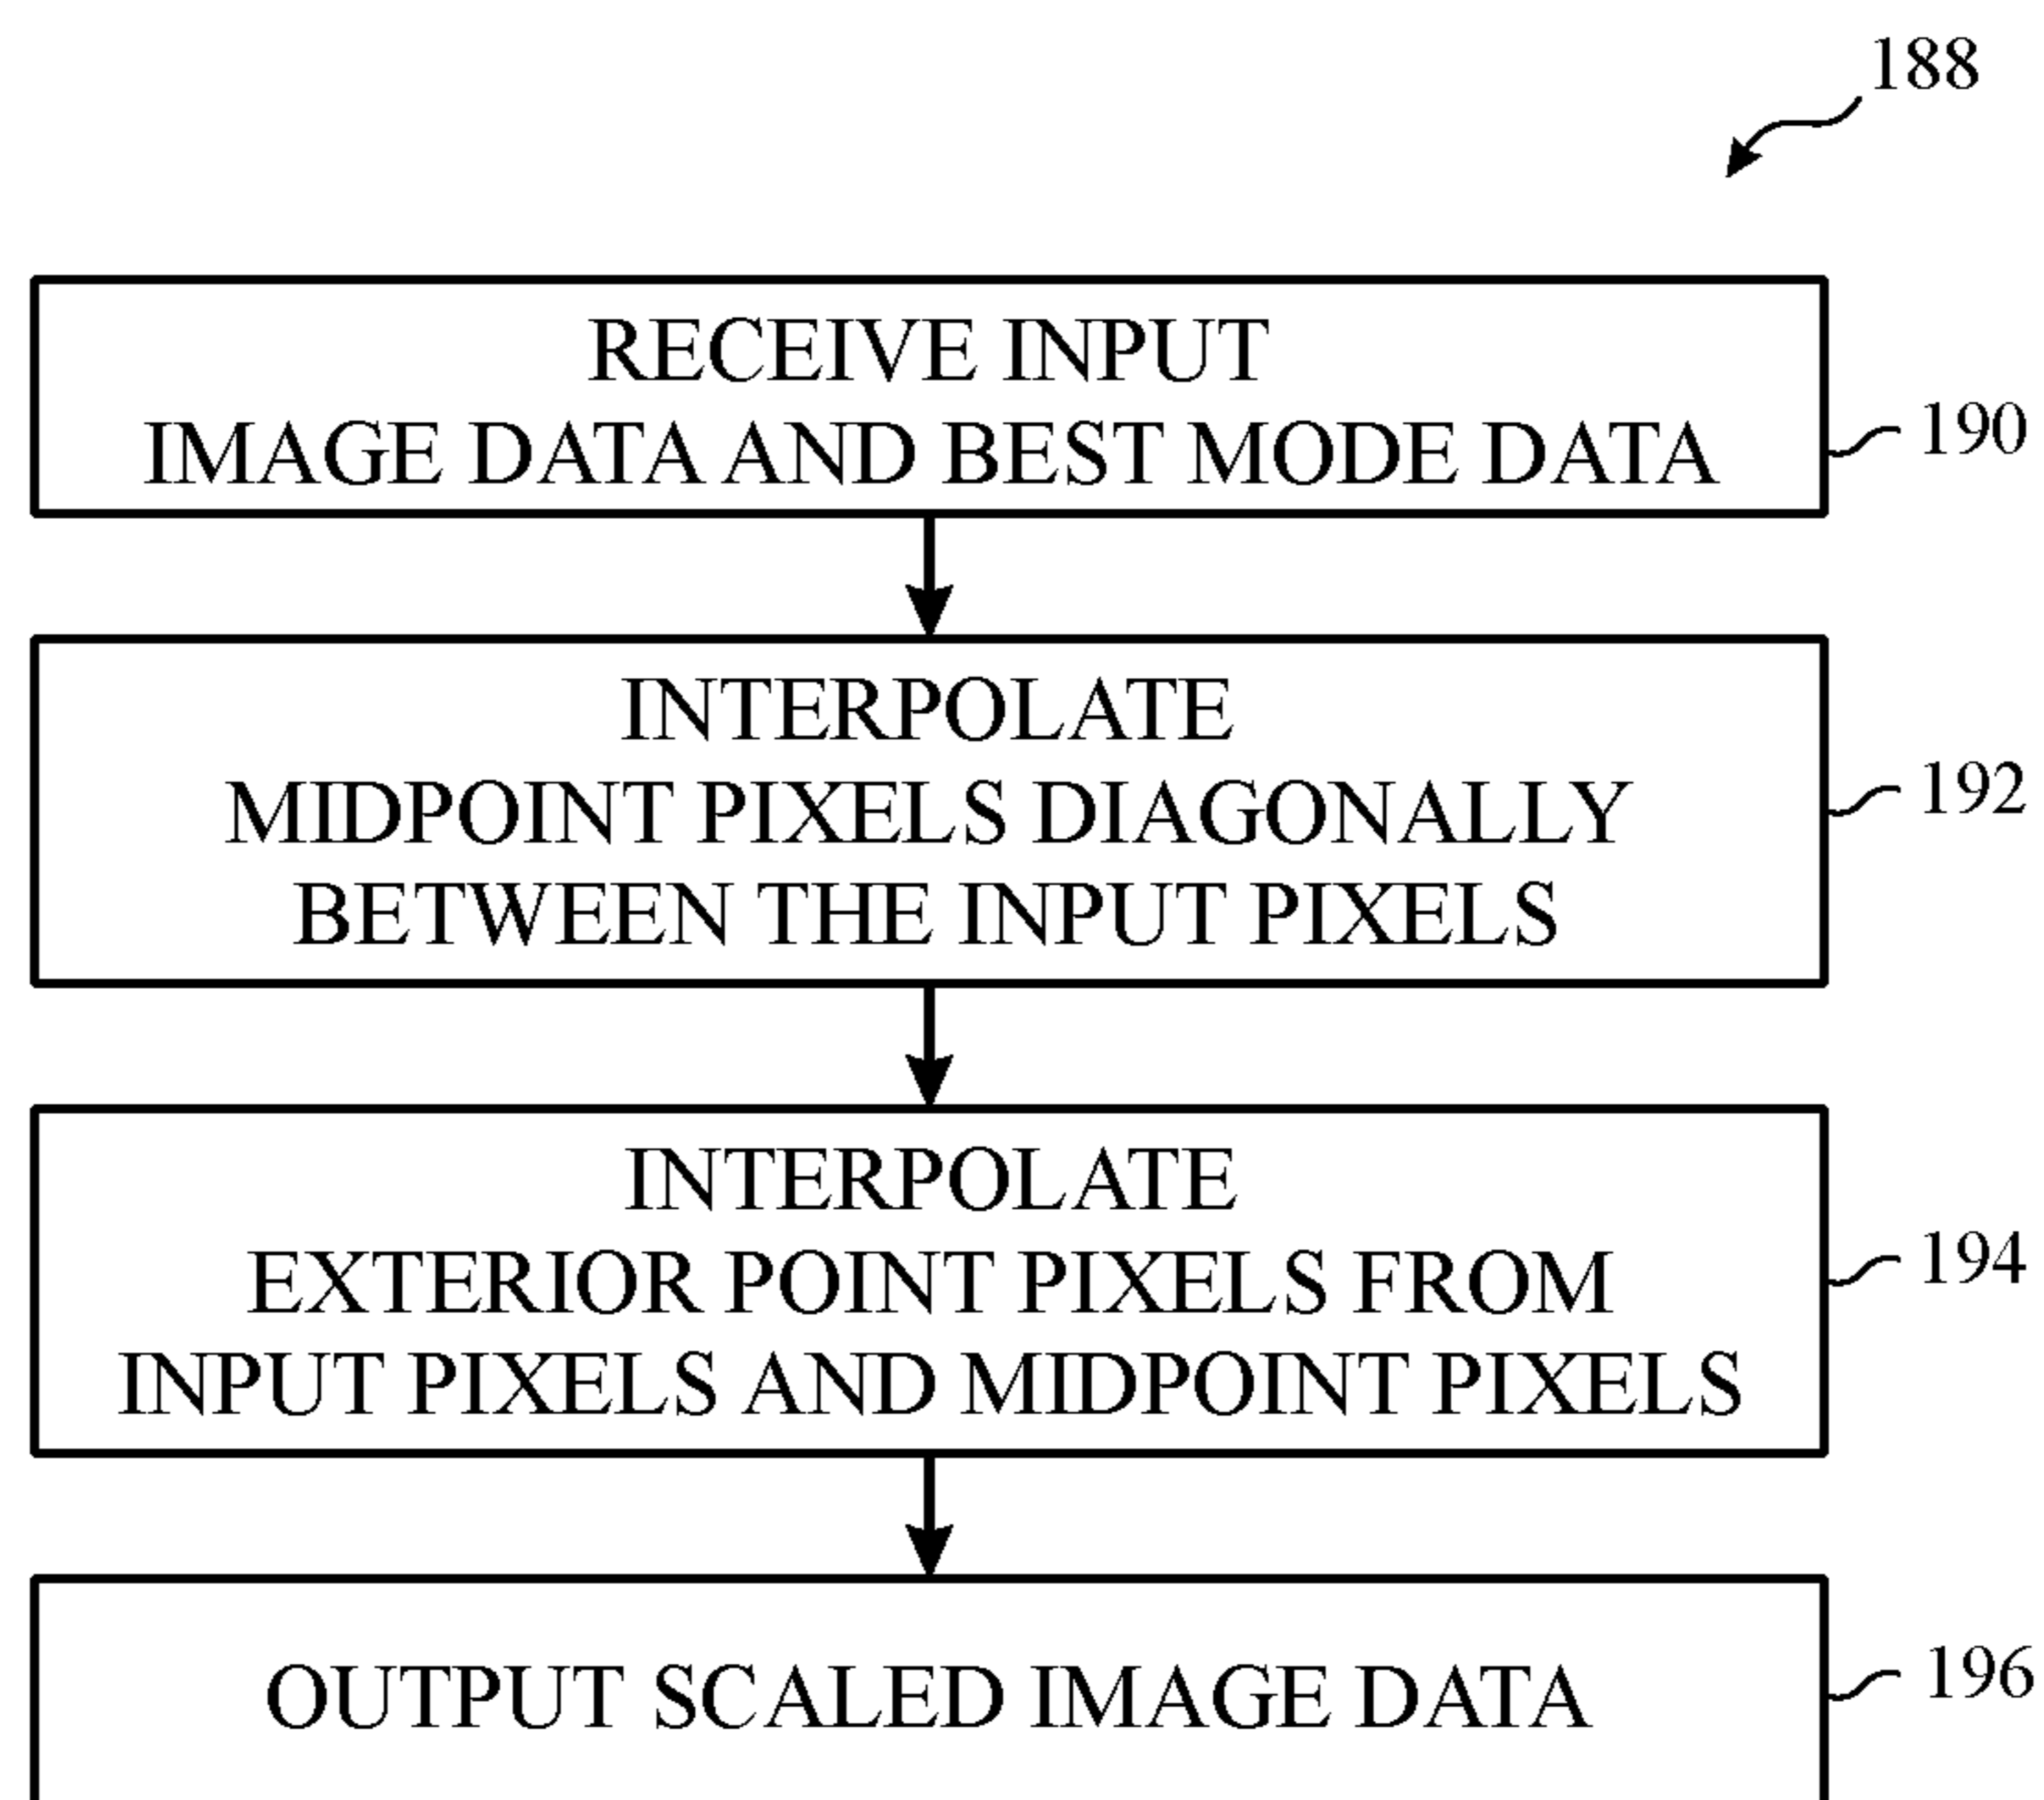 188
RECEIVE INPUT
IMAGE DATA AND BEST MODE DATA
190
INTERPOLATE
MIDPOINT PIXELS DIAGONALLY
BETWEEN THE INPUT PIXELS
192
INTERPOLATE
EXTERIOR POINT PIXELS FROM
INPUT PIXELS AND MIDPOINT PIXELS
194
OUTPUT SCALED IMAGE DATA
196